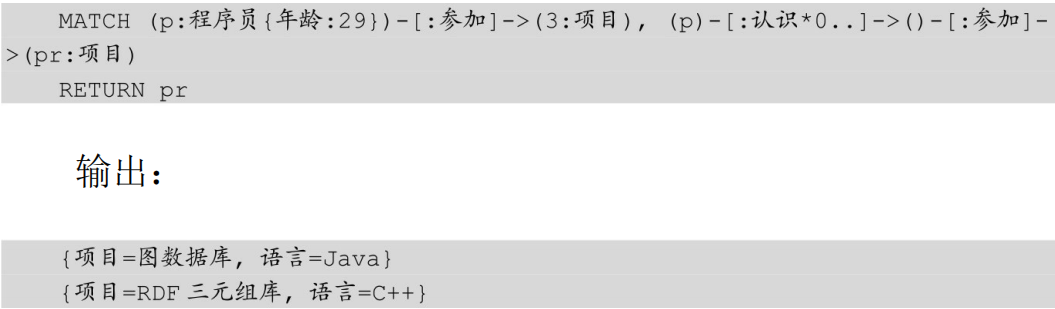 MATCH (p:程序员{年龄:29})-[:参加]->(3:项目), (p)-[:认识*0..]->()-[:参加]-
>(pr:项目)
RETURN pr
输出:
{项目=图数据库, 语言=Java}
{项目=RDF 三元组库, 语言=C++}